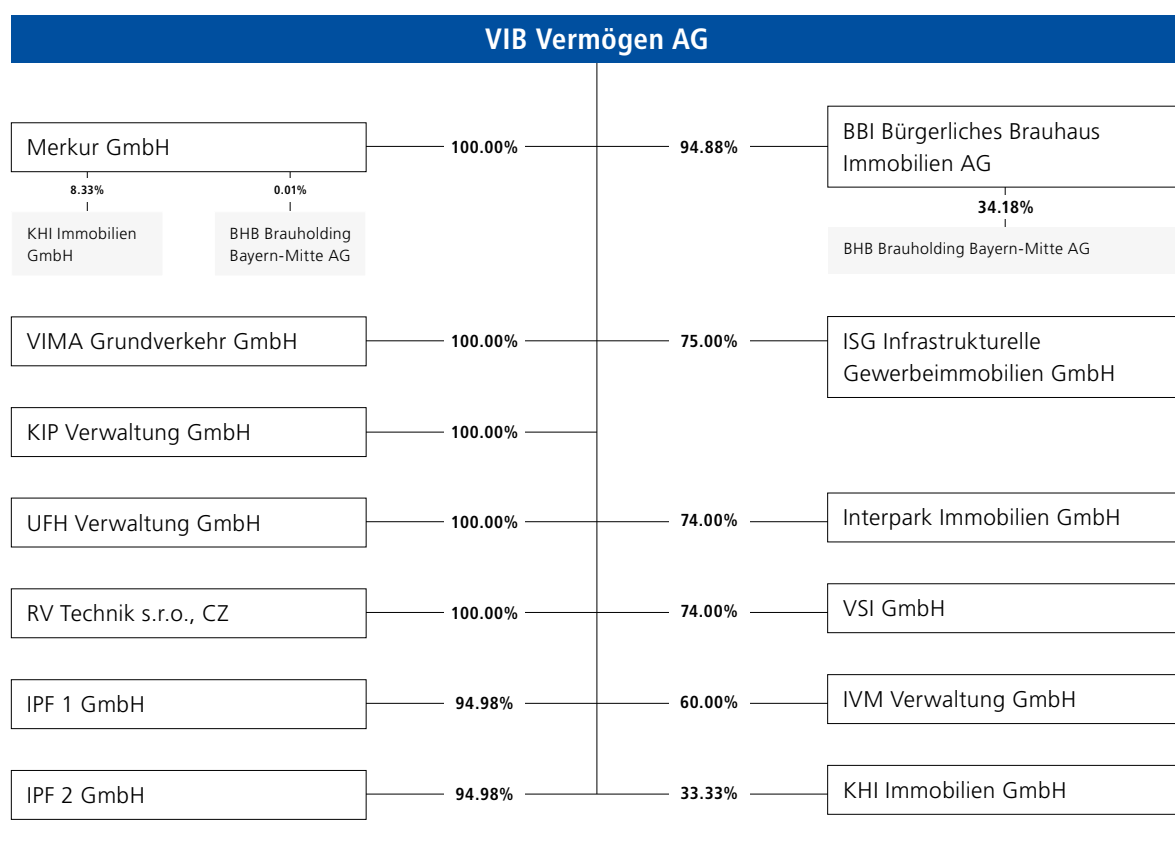 VIB Vermögen AG
Merkur GmbH
100.00%
94.88%
BBI Bürgerliches Brauhaus
Immobilien AG
8.33%
0.01%
34.18%
KHI Immobilien
GmbH
BHB Brauholding
Bayern-Mitte AG
BHB Brauholding Bayern-Mitte AG
VIMA Grundverkehr GmbH
100.00%
75.00%
ISG Infrastrukturelle
Gewerbeimmobilien GmbH
KIP Verwaltung GmbH
100.00%
UFH Verwaltung GmbH
100.00%
74.00%
Interpark Immobilien GmbH
RV Technik s.r.o., CZ
100.00%
74.00%
VSI GmbH
IPF 1 GmbH
94.98%
60.00%
IVM Verwaltung GmbH
IPF 2 GmbH
94.98%
33.33%
KHI Immobilien GmbH